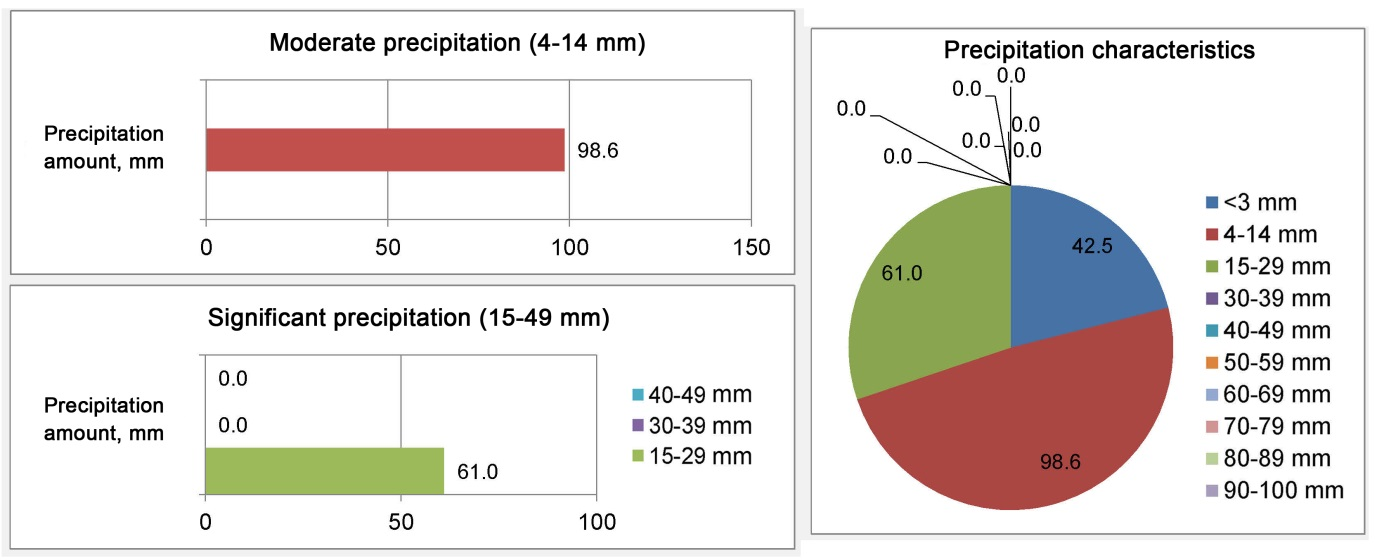 Moderate precipitation (4-14 mm)
Precipitation
amount, mm
98.6
0 50 100 150
Significant precipitation (15-49 mm)
Precipitation
amount, mm
0.0
0.0
61.0
0 50 100
40-49 mm
30-39 mm
15-29 mm
Precipitation characteristics
0.0
0.0
0.0
0.0
0.0
0.0
0.0
42.5
61.0
98.6
<3 mm
4-14 mm
15-29 mm
30-39 mm
40-49 mm
50-59 mm
60-69 mm
70-79 mm
80-89 mm
90-100 mm